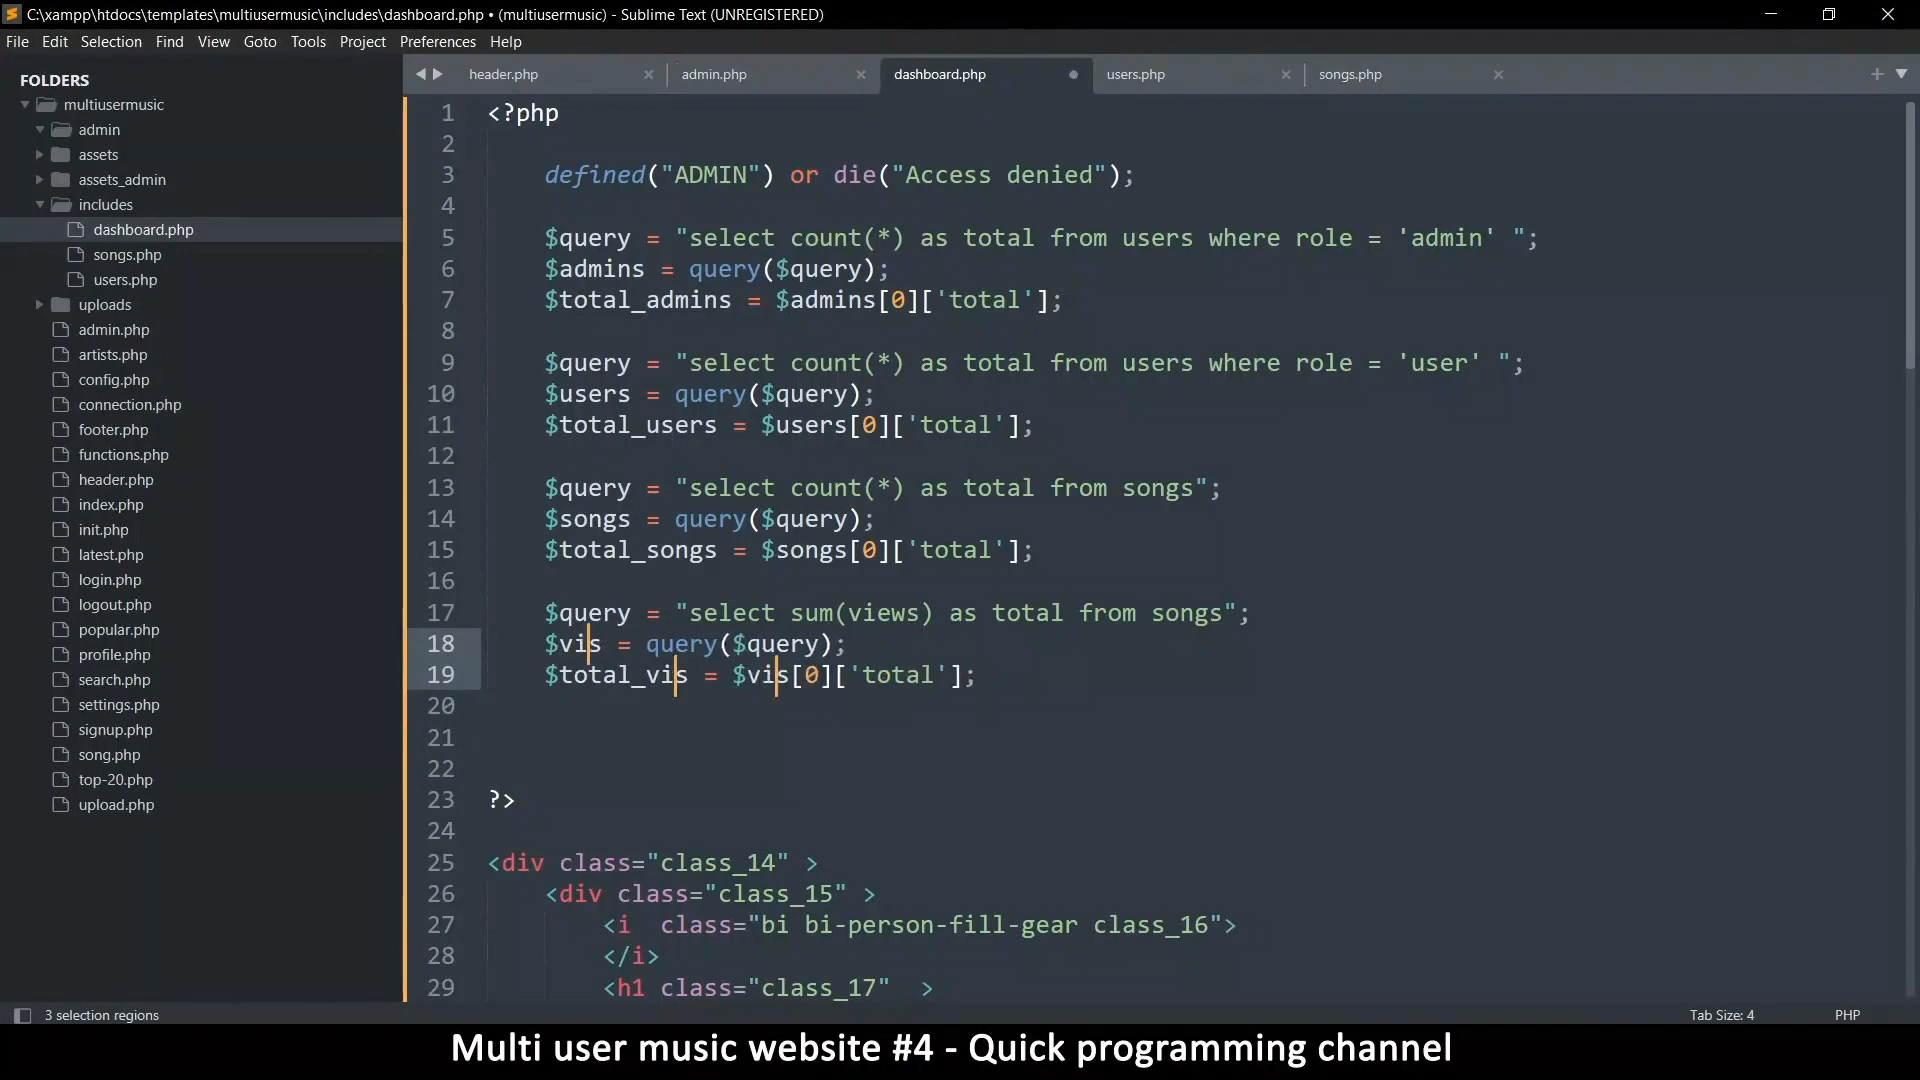 C:\xampp\htdocs\templates\multiusermusic\includes\dashboard.php • (multiusermusic) - Sublime Text (UNREGISTERED)
File Edit Selection Find View Goto Tools Project Preferences Help
FOLDERS
multiusermusic
admin
assets
assets_admin
includes
dashboard.php
songs.php
users.php
uploads
admin.php
artists.php
config.php
connection.php
footer.php
functions.php
header.php
index.php
init.php
latest.php
login.php
logout.php
popular.php
profile.php
search.php
settings.php
signup.php
song.php
top-20.php
upload.php
header.php admin.php dashboard.php users.php songs.php
1 <?php
2
3 defined("ADMIN") or die("Access denied");
4
5 $query = "select count(*) as total from users where role = 'admin' ";
6 $admins = query($query);
7 $total_admins = $admins[0]['total'];
8
9 $query = "select count(*) as total from users where role = 'user' ";
10 $users = query($query);
11 $total_users = $users[0]['total'];
12
13 $query = "select count(*) as total from songs";
14 $songs = query($query);
15 $total_songs = $songs[0]['total'];
16
17 $query = "select sum(views) as total from songs";
18 $vis = query($query);
19 $total_vis = $vis[0]['total'];
20
21
22
23 ?>
24
25 <div class="class_14" >
26 <div class="class_15" >
27 <i  class="bi bi-person-fill-gear class_16">
28 </i>
29 <h1 class="class_17"  >
3 selection regions
Tab Size: 4 PHP
Multi user music website #4 - Quick programming channel